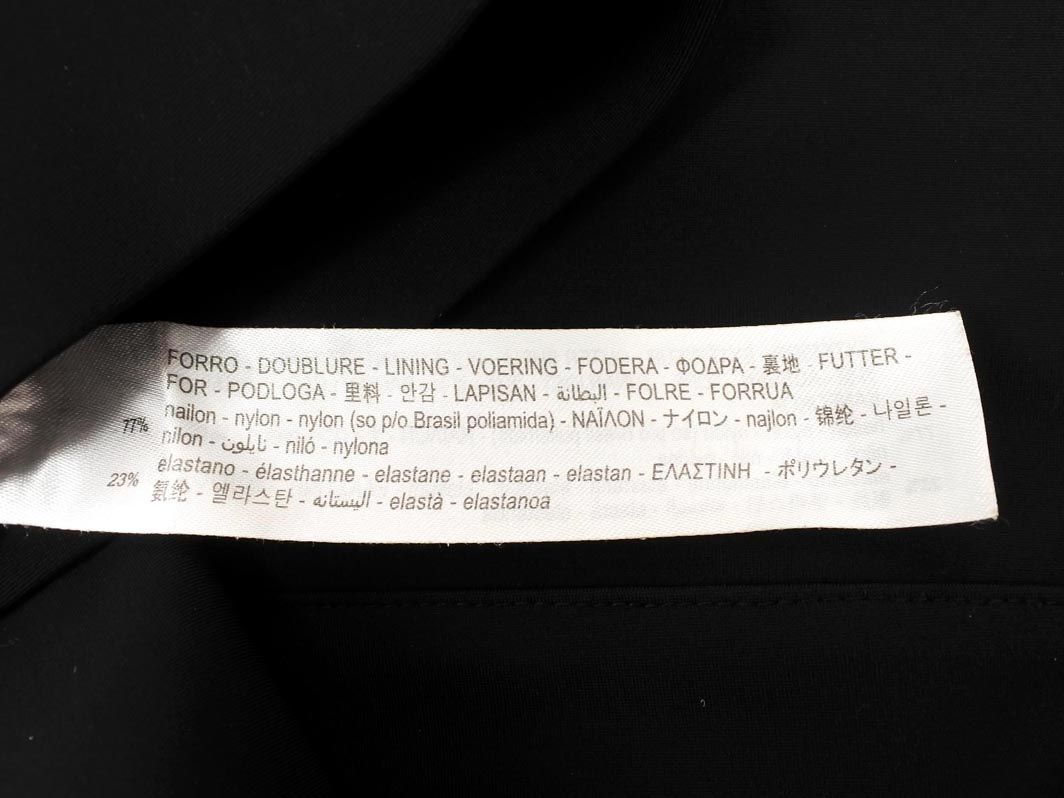 FORRO - DOUBLURE - LINING - VOERING - FODERA - ΦΟΔΡΑ - 裏地 - FUTTER -
FOR - PODLOGA - 里料 - 안감 - LAPISAN - البطانة - FOLRE - FORRUA
77% nailon - nylon - nylon (so p/o Brasil poliamida) - ΝΑΪΛΟΝ - ナイロン - najlon - 锦纶 - 나일론 -
nilon - نايلون - niló - nylona
23% elastano - élasthanne - elastane - elastaan - elastan - ΕΛΑΣΤΙΝΗ - ポリウレタン -
氨纶 - 엘라스탄 - اليستانه - elastà - elastanoa